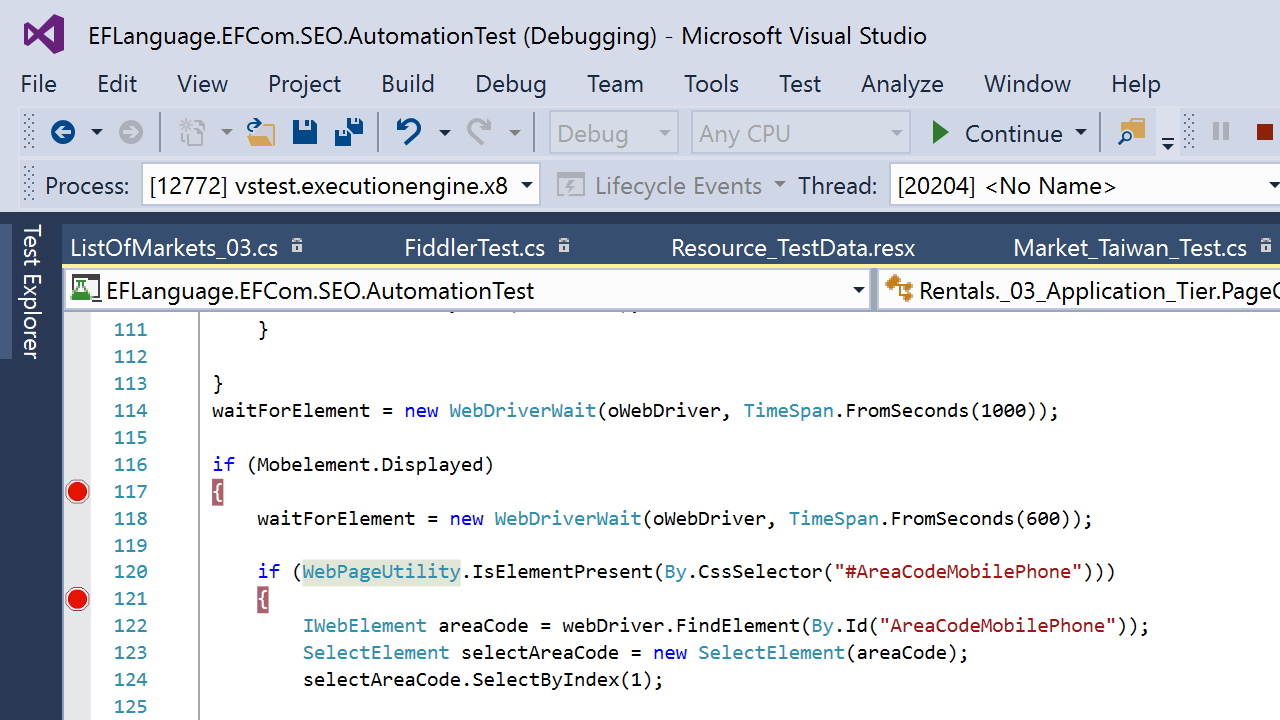 EFLanguage.EFCom.SEO.AutomationTest (Debugging) - Microsoft Visual Studio
File Edit View Project Build Debug Team Tools Test Analyze Window Help
Debug Any CPU Continue
Process: [12772] vstest.executionengine.x8 Lifecycle Events Thread: [20204] <No Name>
Test Explorer
ListOfMarkets_03.cs FiddlerTest.cs Resource_TestData.resx Market_Taiwan_Test.cs
EFLanguage.EFCom.SEO.AutomationTest Rentals._03_Application_Tier.Page
111 }
112
113 }
114 waitForElement = new WebDriverWait(oWebDriver, TimeSpan.FromSeconds(1000));
115
116 if (Mobelement.Displayed)
117 {
118 waitForElement = new WebDriverWait(oWebDriver, TimeSpan.FromSeconds(600));
119
120 if (WebPageUtility.IsElementPresent(By.CssSelector("#AreaCodeMobilePhone")))
121 {
122 IWebElement areaCode = webDriver.FindElement(By.Id("AreaCodeMobilePhone"));
123 SelectElement selectAreaCode = new SelectElement(areaCode);
124 selectAreaCode.SelectByIndex(1);
125